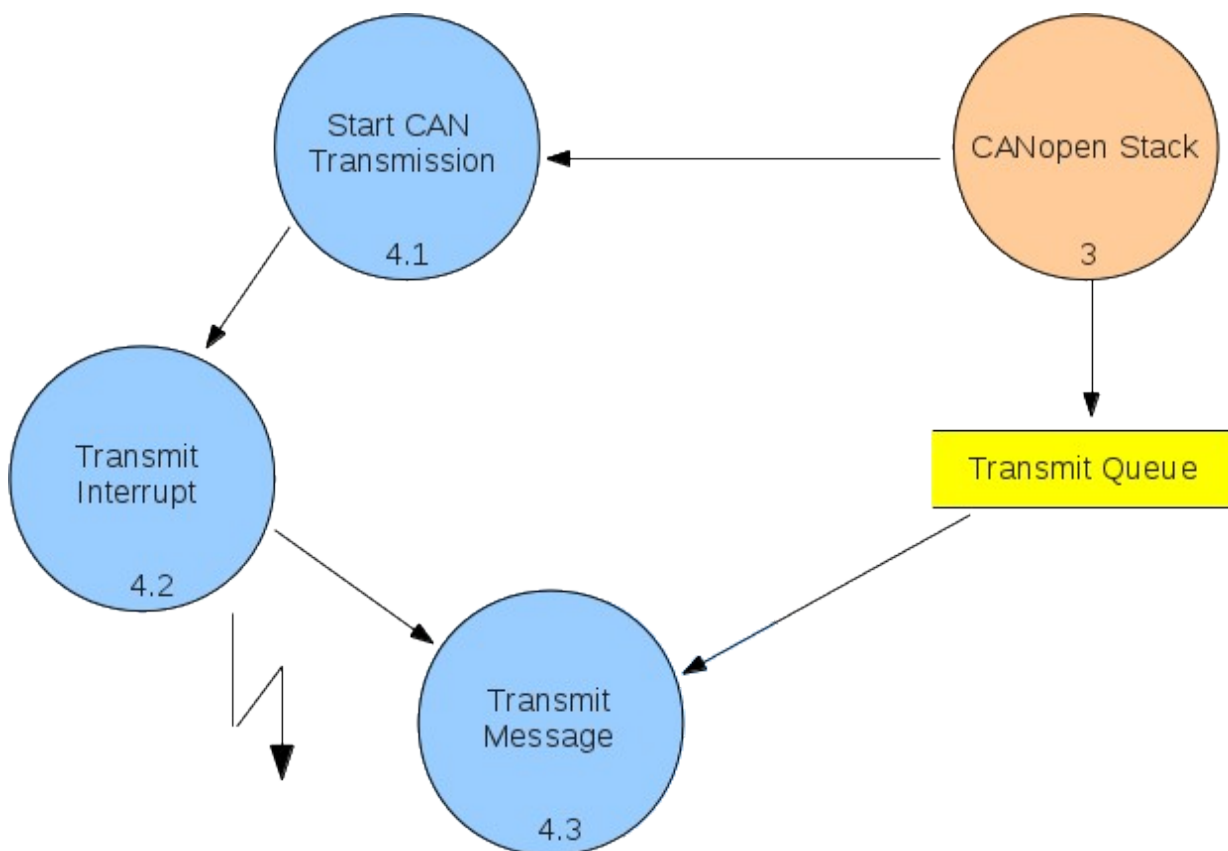 Start CAN
Transmission
4.1
CANopen Stack
3
Transmit
Interrupt
4.2
Transmit Queue
Transmit
Message
4.3